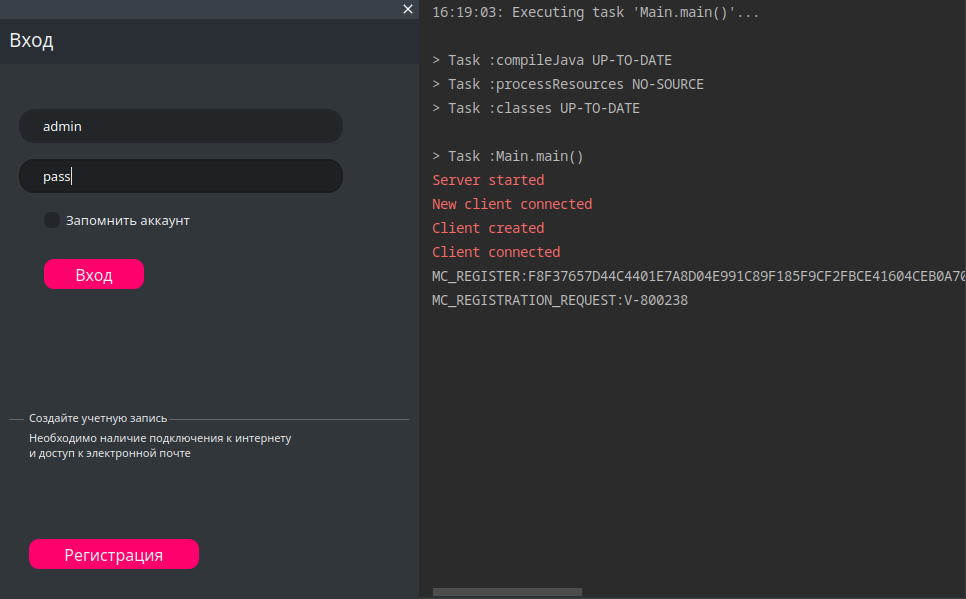 Вход
admin
pass
Запомнить аккаунт
Вход
Создайте учетную запись
Необходимо наличие подключения к интернету
и доступ к электронной почте
Регистрация
16:19:03: Executing task 'Main.main()'...
> Task :compileJava UP-TO-DATE
> Task :processResources NO-SOURCE
> Task :classes UP-TO-DATE
> Task :Main.main()
Server started
New client connected
Client created
Client connected
MC_REGISTER:F8F37657D44C4401E7A8D04E991C89F185F9CF2FBCE41604CEB0A70
MC_REGISTRATION_REQUEST:V-800238